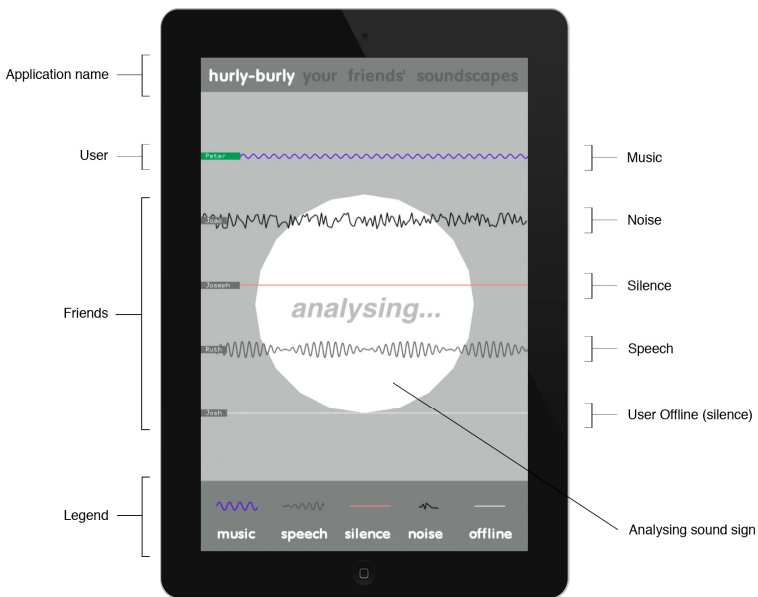 Application name
hurly-burly your friends' soundscapes
User
Peter
Music
Noise
Joseph
Silence
Friends
analysing...
Speech
Josh
User Offline (silence)
Legend
music speech silence noise offline
Analysing sound sign